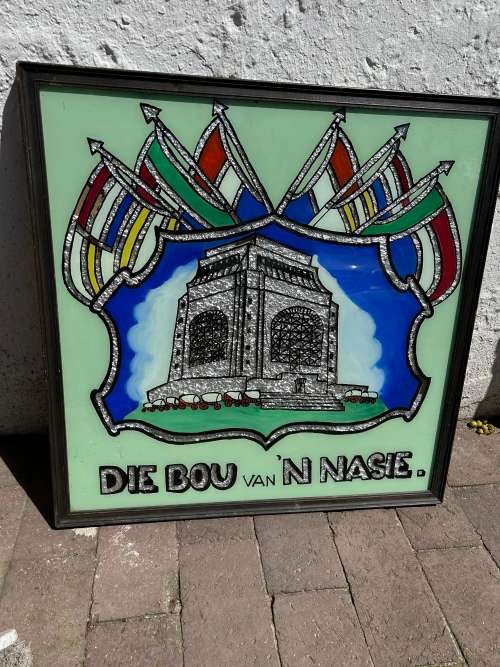 DIE BOU VAN 'N NASIE.